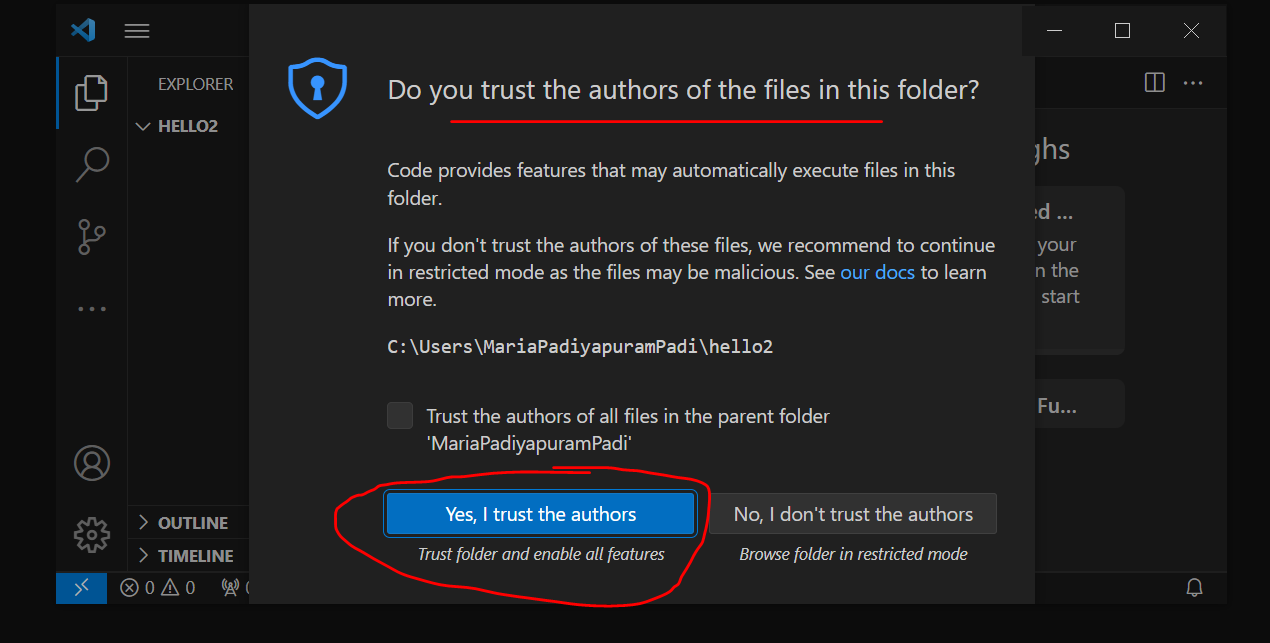 EXPLORER
HELLO2
Do you trust the authors of the files in this folder?
Code provides features that may automatically execute files in this
folder.
If you don't trust the authors of these files, we recommend to continue
in restricted mode as the files may be malicious. See our docs to learn
more.
C:\Users\MariaPadiyapuramPadi\hello2
Trust the authors of all files in the parent folder
'MariaPadiyapuramPadi'
Yes, I trust the authors
No, I don't trust the authors
Trust folder and enable all features
Browse folder in restricted mode
ghs
ed ...
your
n the
start
Fu...
OUTLINE
TIMELINE
0 0